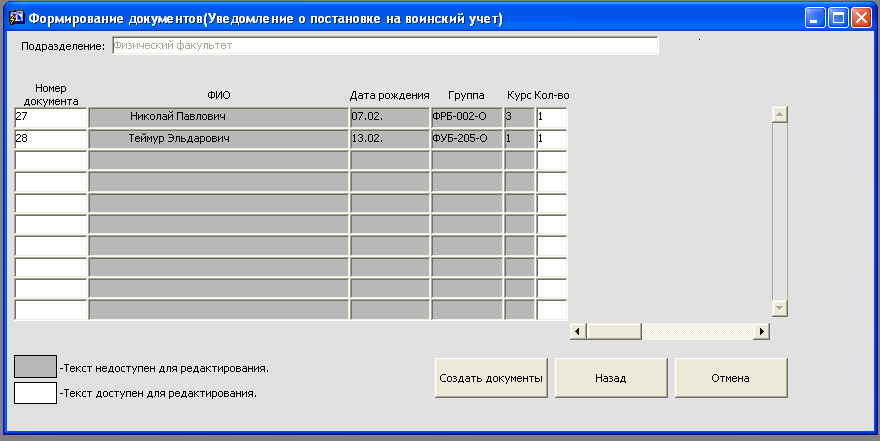 Формирование документов(Уведомление о постановке на воинский учет)
Подразделение: Физический факультет
Номер документа ФИО Дата рождения Группа Курс Кол-во
27 Николай Павлович 07.02. ФРБ-002-О 3 1
28 Теймур Эльдарович 13.02. ФУБ-205-О 1 1
-Текст недоступен для редактирования.
-Текст доступен для редактирования.
Создать документы Назад Отмена